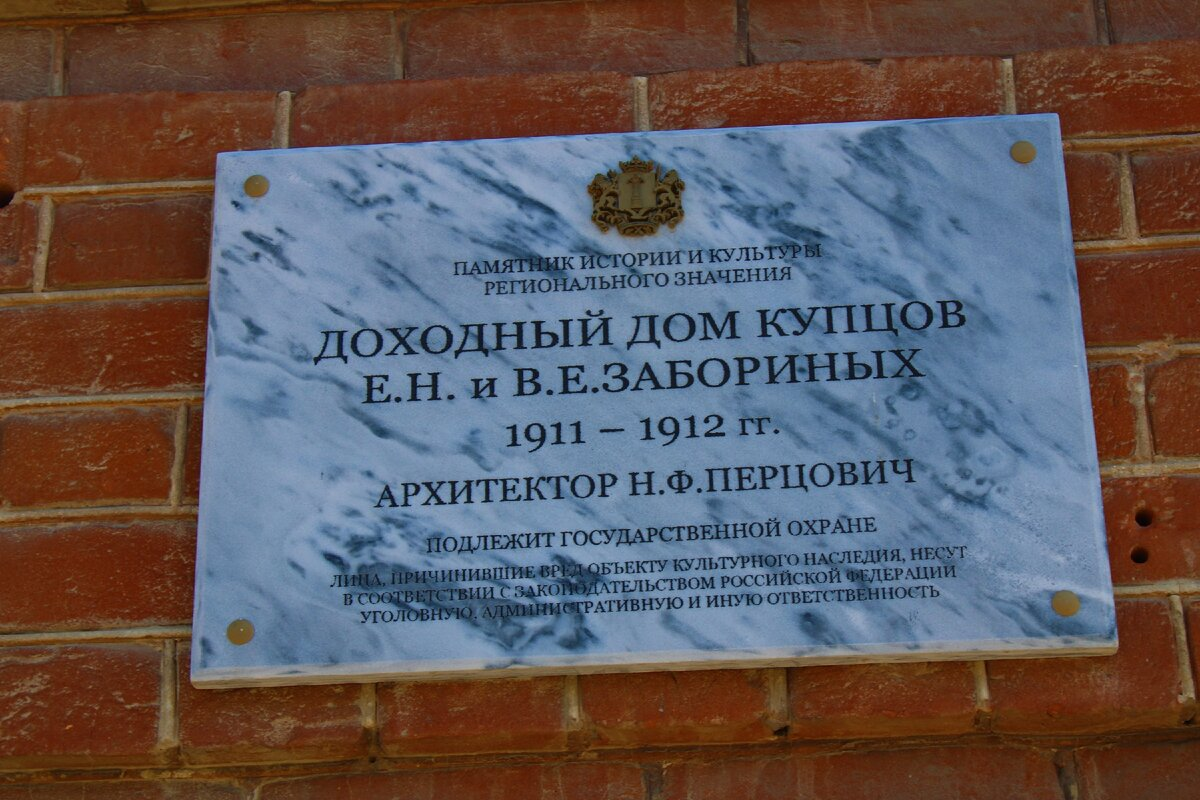 ПАМЯТНИК ИСТОРИИ И КУЛЬТУРЫ
РЕГИОНАЛЬНОГО ЗНАЧЕНИЯ
ДОХОДНЫЙ ДОМ КУПЦОВ
Е.Н. и В.Е.ЗАБОРИНЫХ
1911 – 1912 гг.
АРХИТЕКТОР Н.Ф.ПЕРЦОВИЧ
ПОДЛЕЖИТ ГОСУДАРСТВЕННОЙ ОХРАНЕ
ЛИЦА, ПРИЧИНИВШИЕ ВРЕД ОБЪЕКТУ КУЛЬТУРНОГО НАСЛЕДИЯ, НЕСУТ
В СООТВЕТСТВИИ С ЗАКОНОДАТЕЛЬСТВОМ РОССИЙСКОЙ ФЕДЕРАЦИИ
УГОЛОВНУЮ, АДМИНИСТРАТИВНУЮ И ИНУЮ ОТВЕТСТВЕННОСТЬ